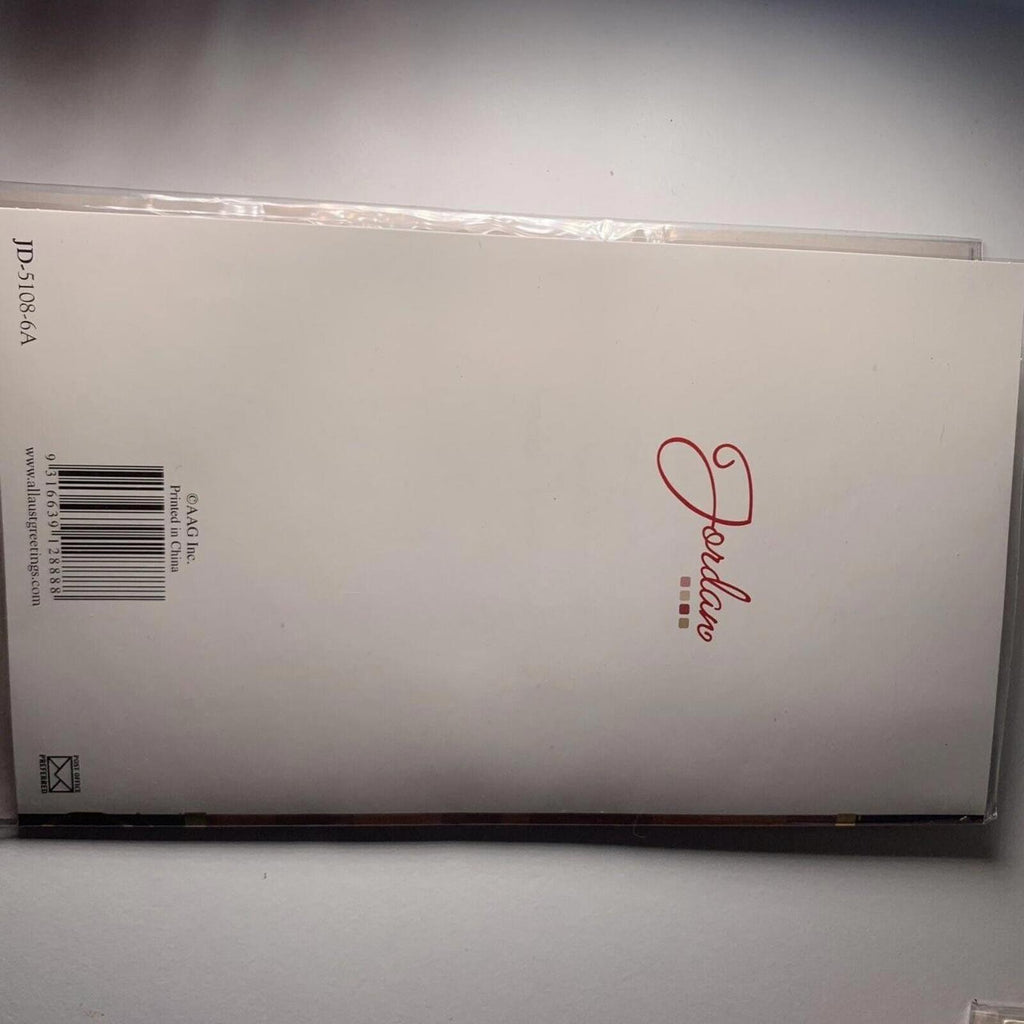 Jordan
©AAG Inc.
Printed in China
9 316639 128888
www.allaustgreetings.com
JD-5108-6A
POST OFFICE
PREFERRED